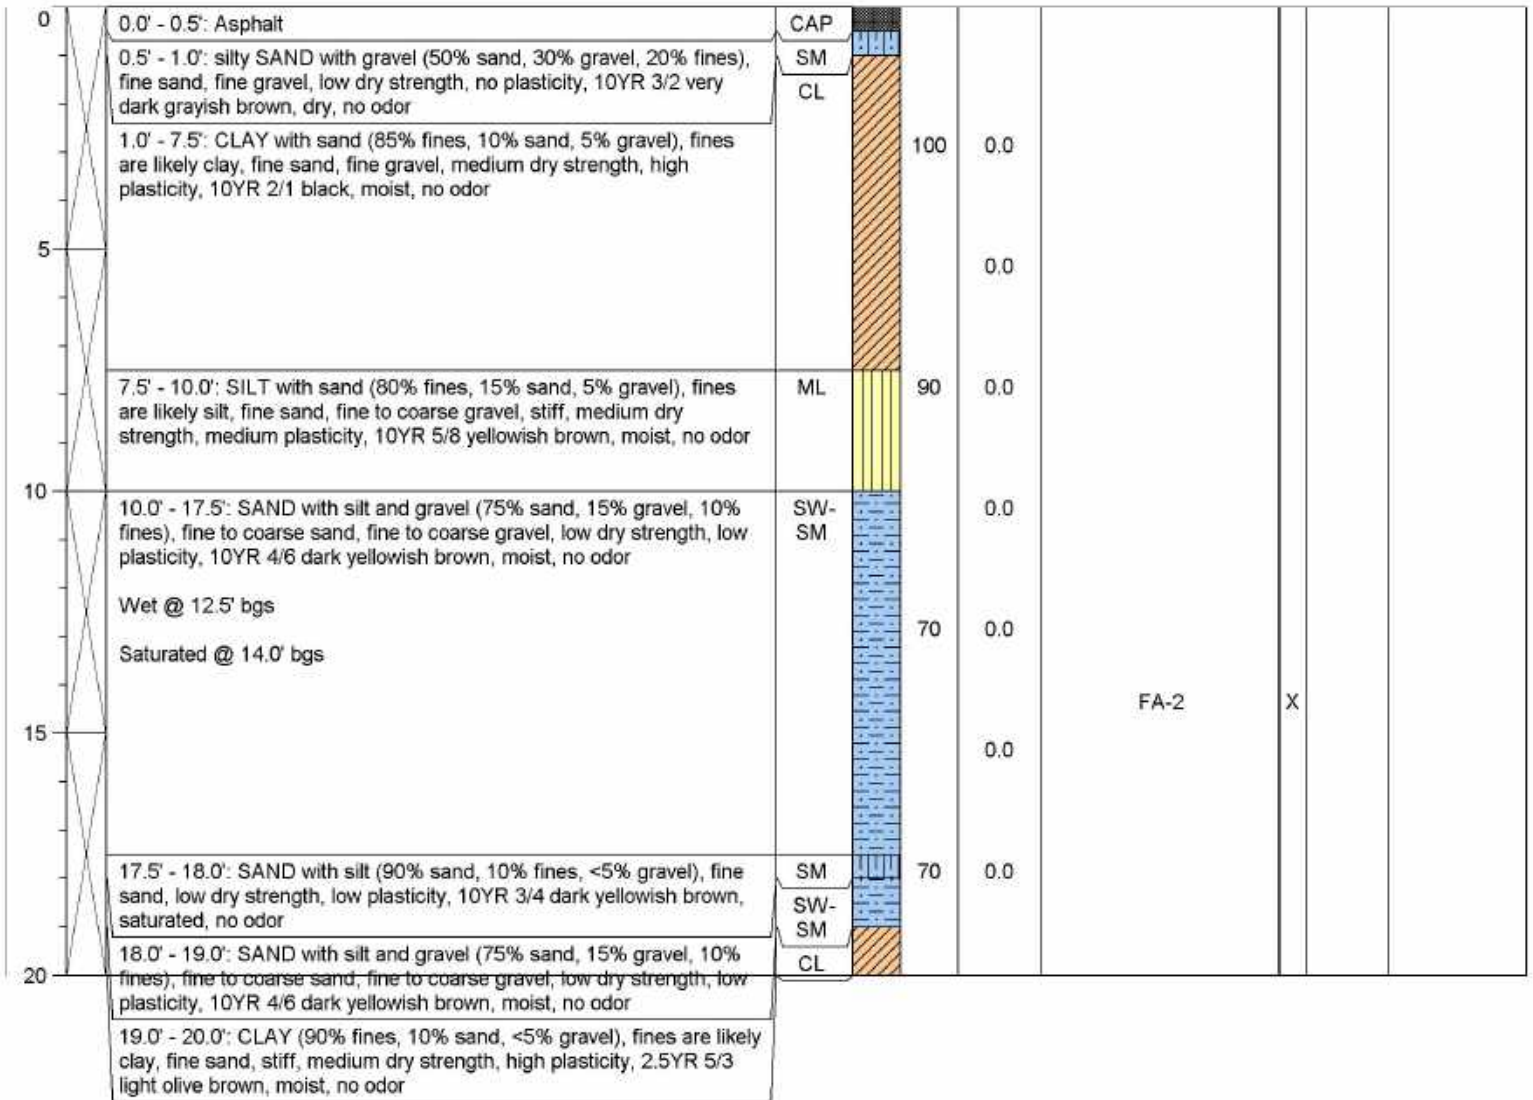 0
0.0' - 0.5': Asphalt
CAP
0.5' - 1.0': silty SAND with gravel (50% sand, 30% gravel, 20% fines),
fine sand, fine gravel, low dry strength, no plasticity, 10YR 3/2 very
dark grayish brown, dry, no odor
SM
CL
1.0' - 7.5': CLAY with sand (85% fines, 10% sand, 5% gravel), fines
are likely clay, fine sand, fine gravel, medium dry strength, high
plasticity, 10YR 2/1 black, moist, no odor
100
0.0
5
0.0
7.5' - 10.0': SILT with sand (80% fines, 15% sand, 5% gravel), fines
are likely silt, fine sand, fine to coarse gravel, stiff, medium dry
strength, medium plasticity, 10YR 5/8 yellowish brown, moist, no odor
ML
90
0.0
10
10.0' - 17.5': SAND with silt and gravel (75% sand, 15% gravel, 10%
fines), fine to coarse sand, fine to coarse gravel, low dry strength, low
plasticity, 10YR 4/6 dark yellowish brown, moist, no odor
SW-
SM
0.0
Wet @ 12.5' bgs
Saturated @ 14.0' bgs
70
0.0
FA-2
X
15
0.0
17.5' - 18.0': SAND with silt (90% sand, 10% fines, <5% gravel), fine
sand, low dry strength, low plasticity, 10YR 3/4 dark yellowish brown,
saturated, no odor
SM
70
0.0
SW-
SM
18.0' - 19.0': SAND with silt and gravel (75% sand, 15% gravel, 10%
fines), fine to coarse sand, fine to coarse gravel, low dry strength, low
plasticity, 10YR 4/6 dark yellowish brown, moist, no odor
CL
20
19.0' - 20.0': CLAY (90% fines, 10% sand, <5% gravel), fines are likely
clay, fine sand, stiff, medium dry strength, high plasticity, 2.5YR 5/3
light olive brown, moist, no odor